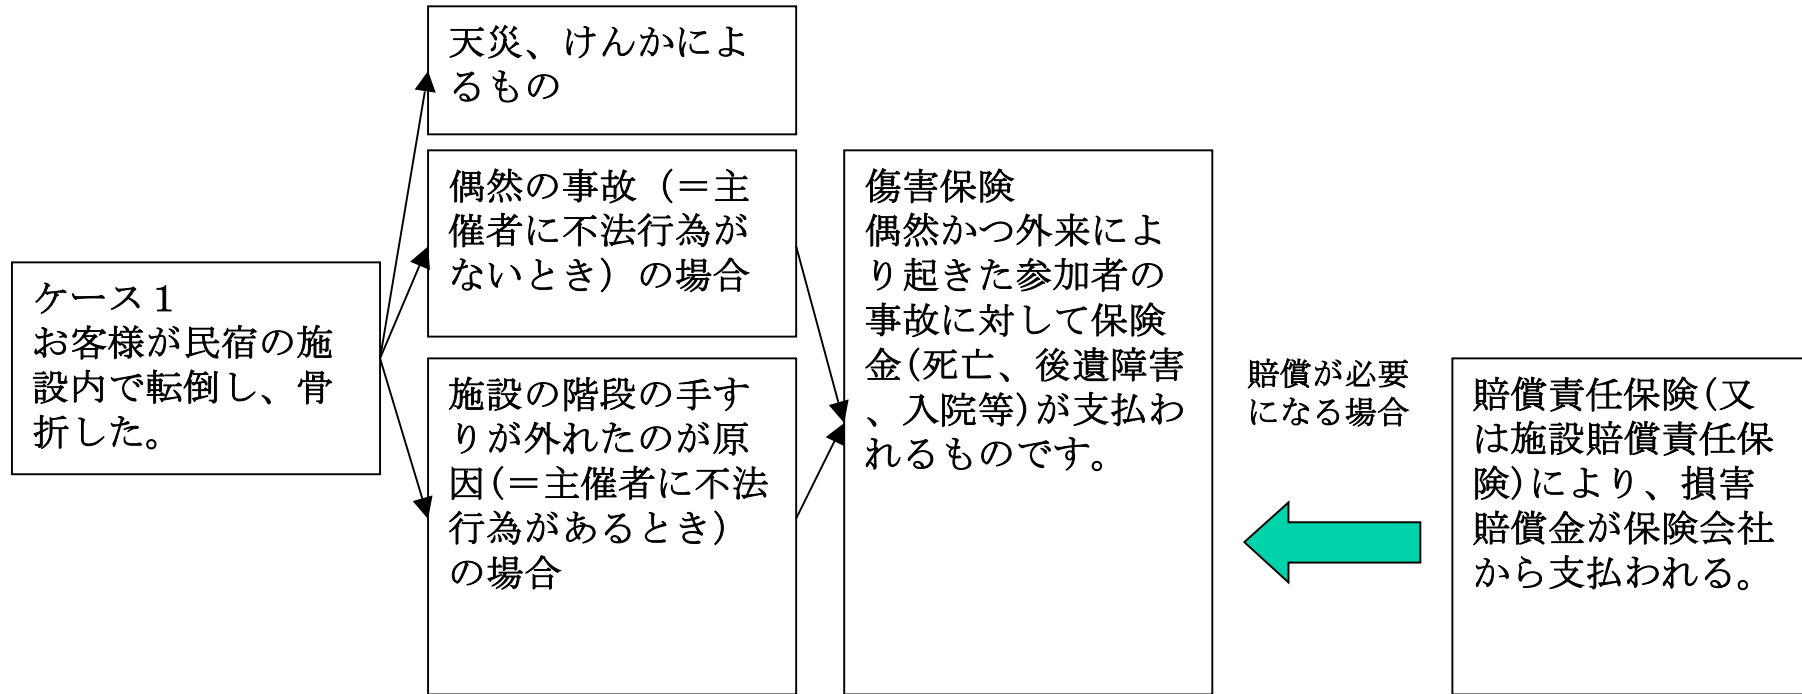 天災、けんかによ
るもの
偶然の事故（＝主
催者に不法行為が
ないとき）の場合
ケース１
お客様が民宿の施
設内で転倒し、骨
折した。
施設の階段の手す
りが外れたのが原
因(＝主催者に不法
行為があるとき）
の場合
傷害保険
偶然かつ外来によ
り起きた参加者の
事故に対して保険
金(死亡、後遺障害
、入院等)が支払わ
れるものです。
賠償が必要
になる場合
賠償責任保険(又
は施設賠償責任保
険)により、損害
賠償金が保険会社
から支払われる。